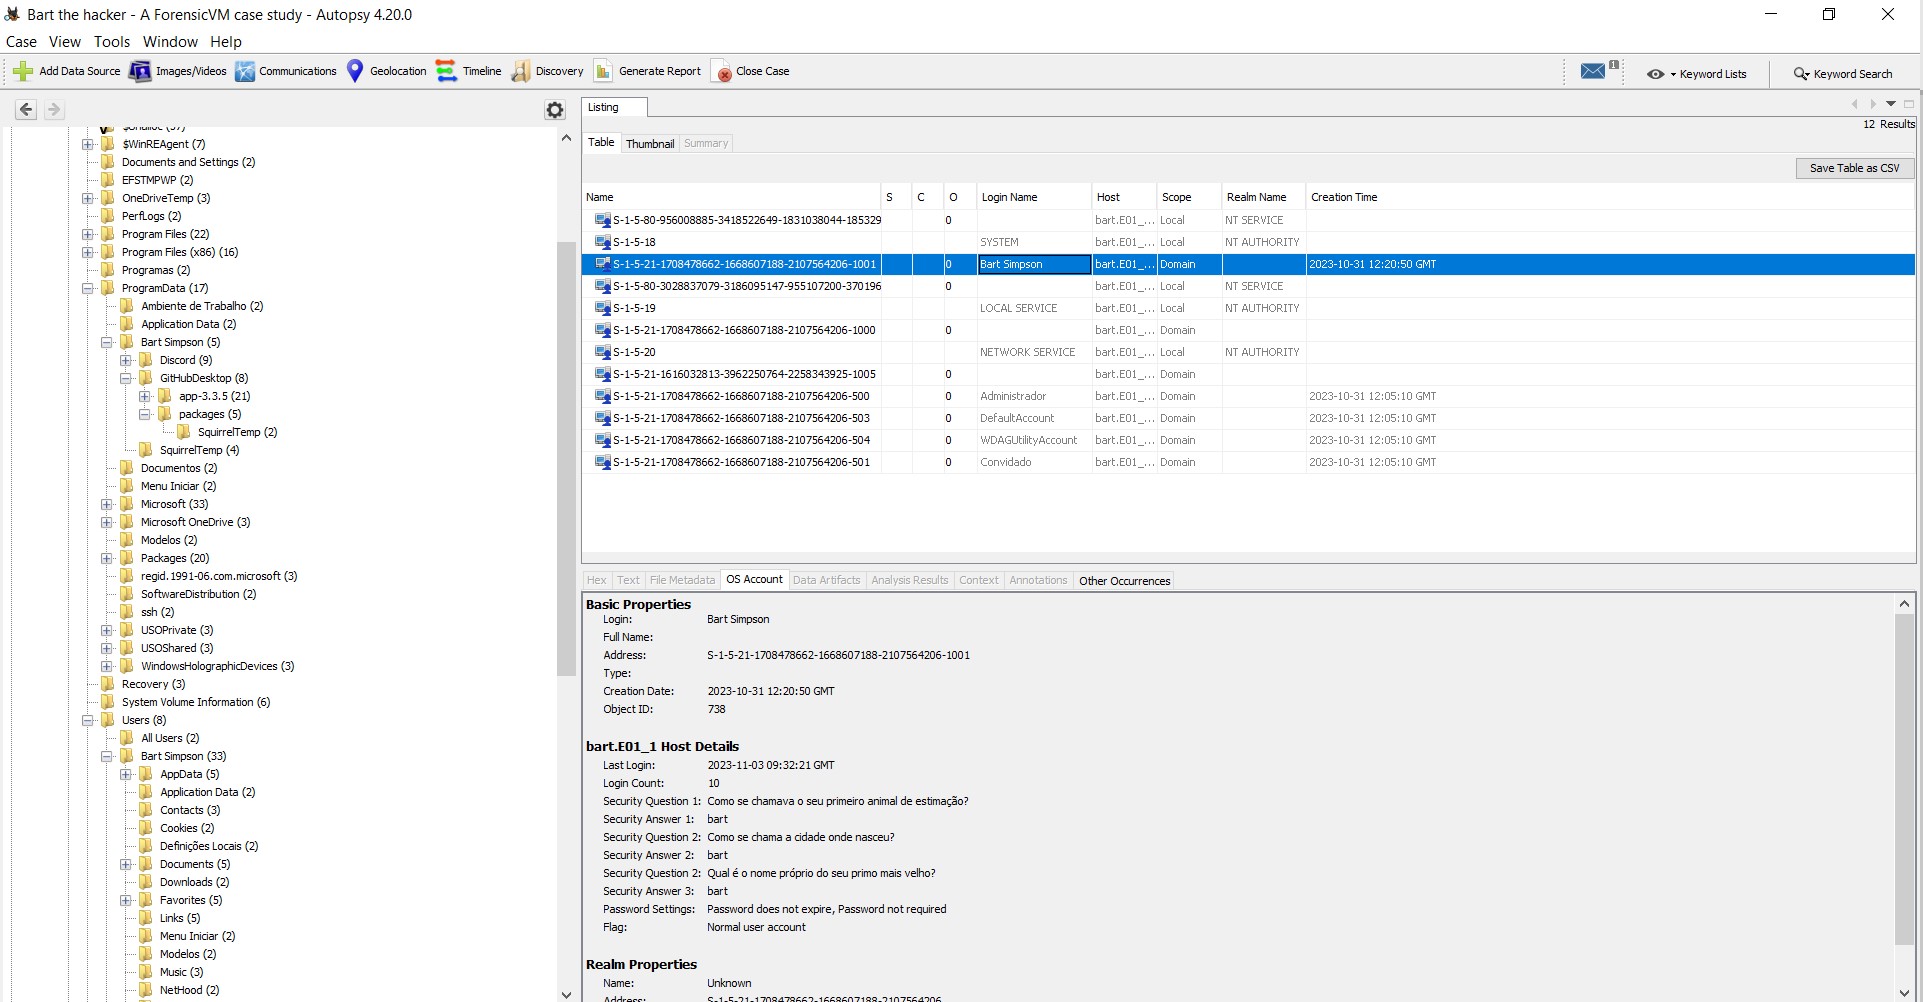 Bart the hacker - A ForensicVM case study - Autopsy 4.20.0
Case View Tools Window Help
Add Data Source Images/Videos Communications Geolocation Timeline Discovery Generate Report Close Case 1 Keyword Lists Keyword Search
Listing
12 Results
Table Thumbnail Summary
Save Table as CSV
Name S C O Login Name Host Scope Realm Name Creation Time
S-1-5-80-956008885-3418522649-1831038044-185329 0 bart.E01_... Local NT SERVICE
S-1-5-18 SYSTEM bart.E01_... Local NT AUTHORITY
S-1-5-21-1708478662-1668607188-2107564206-1001 0 Bart Simpson bart.E01_... Domain 2023-10-31 12:20:50 GMT
S-1-5-80-3028837079-3186095147-955107200-370196 0 bart.E01_... Local NT SERVICE
S-1-5-19 LOCAL SERVICE bart.E01_... Local NT AUTHORITY
S-1-5-21-1708478662-1668607188-2107564206-1000 0 bart.E01_... Domain
S-1-5-20 NETWORK SERVICE bart.E01_... Local NT AUTHORITY
S-1-5-21-1616032813-3962250764-2258343925-1005 0 bart.E01_... Domain
S-1-5-21-1708478662-1668607188-2107564206-500 0 Administrador bart.E01_... Domain 2023-10-31 12:05:10 GMT
S-1-5-21-1708478662-1668607188-2107564206-503 0 DefaultAccount bart.E01_... Domain 2023-10-31 12:05:10 GMT
S-1-5-21-1708478662-1668607188-2107564206-504 0 WDAGUtilityAccount bart.E01_... Domain 2023-10-31 12:05:10 GMT
S-1-5-21-1708478662-1668607188-2107564206-501 0 Convidado bart.E01_... Domain 2023-10-31 12:05:10 GMT
$WinREAgent (7)
Documents and Settings (2)
EFSTMPWP (2)
OneDriveTemp (3)
PerfLogs (2)
Program Files (22)
Program Files (x86) (16)
Programas (2)
ProgramData (17)
Ambiente de Trabalho (2)
Application Data (2)
Bart Simpson (5)
Discord (9)
GitHubDesktop (8)
app-3.3.5 (21)
packages (5)
SquirrelTemp (2)
SquirrelTemp (4)
Documentos (2)
Menu Iniciar (2)
Microsoft (33)
Microsoft OneDrive (3)
Modelos (2)
Packages (20)
regid.1991-06.com.microsoft (3)
SoftwareDistribution (2)
ssh (2)
USOPrivate (3)
USOShared (3)
WindowsHolographicDevices (3)
Recovery (3)
System Volume Information (6)
Users (8)
All Users (2)
Bart Simpson (33)
AppData (5)
Application Data (2)
Contacts (3)
Cookies (2)
Definições Locais (2)
Documents (5)
Downloads (2)
Favorites (5)
Links (5)
Menu Iniciar (2)
Modelos (2)
Music (3)
NetHood (2)
Hex Text File Metadata OS Account Data Artifacts Analysis Results Context Annotations Other Occurrences
Basic Properties
Login: Bart Simpson
Full Name:
Address: S-1-5-21-1708478662-1668607188-2107564206-1001
Type:
Creation Date: 2023-10-31 12:20:50 GMT
Object ID: 738
bart.E01_1 Host Details
Last Login: 2023-11-03 09:32:21 GMT
Login Count: 10
Security Question 1: Como se chamava o seu primeiro animal de estimação?
Security Answer 1: bart
Security Question 2: Como se chama a cidade onde nasceu?
Security Answer 2: bart
Security Question 2: Qual é o nome próprio do seu primo mais velho?
Security Answer 3: bart
Password Settings: Password does not expire, Password not required
Flag: Normal user account
Realm Properties
Name: Unknown
Address: S-1-5-21-1708478662-1668607188-2107564206